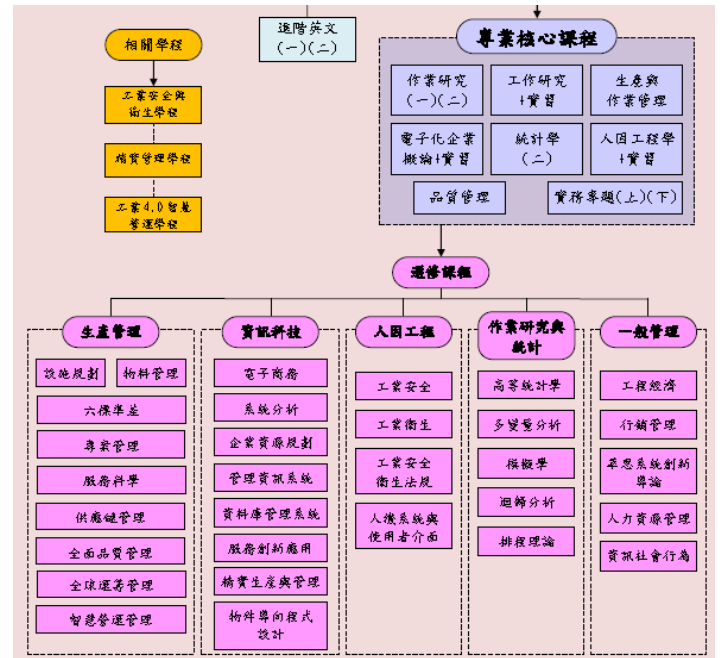 進階英文
(一)(二)
相關學程
工業安全與
衛生學程
精實管理學程
工業4.0智慧
營運學程
專業核心課程
作業研究
(一)(二)
工作研究
+實習
生產與
作業管理
電子化企業
概論+實習
統計學
(二)
人因工程學
+實習
品質管理
實務專題(上)(下)
選修課程
生產管理
設施規劃
物料管理
六標準差
專案管理
服務科學
供應鏈管理
全面品質管理
全球運籌管理
智慧營運管理
資訊科技
電子商務
系統分析
企業資源規劃
管理資訊系統
資料庫管理系統
服務創新應用
精實生產與管理
物件導向程式
設計
人因工程
工業安全
工業衛生
工業安全
衛生法規
人機系統與
使用者介面
作業研究與
統計
高等統計學
多變量分析
模擬學
迴歸分析
排程理論
一般管理
工程經濟
行銷管理
萃思系統創新
導論
人力資源管理
資訊社會行為